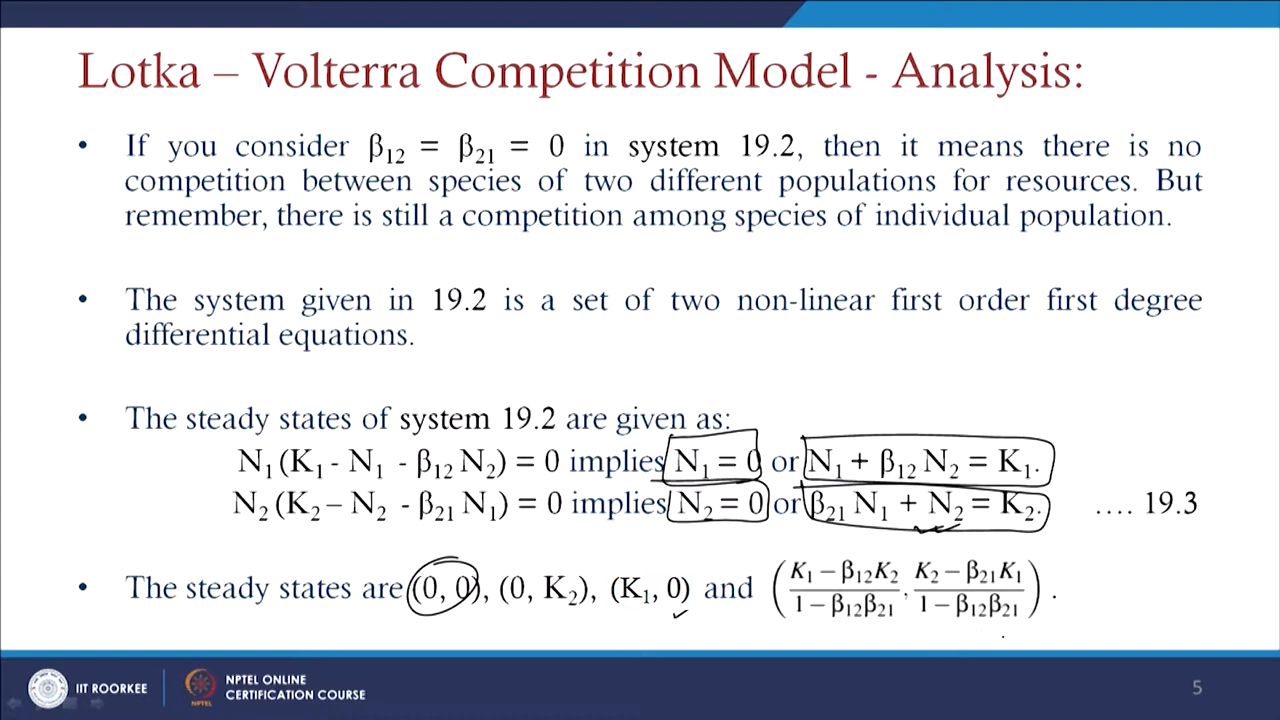 Lotka – Volterra Competition Model - Analysis:
• If you consider β₁₂ = β₂₁ = 0 in system 19.2, then it means there is no
competition between species of two different populations for resources. But
remember, there is still a competition among species of individual population.
• The system given in 19.2 is a set of two non-linear first order first degree
differential equations.
• The steady states of system 19.2 are given as:
N₁(K₁ - N₁ - β₁₂ N₂) = 0 implies N₁ = 0 or N₁ + β₁₂ N₂ = K₁.
N₂(K₂ – N₂ - β₂₁ N₁) = 0 implies N₂ = 0 or β₂₁ N₁ + N₂ = K₂. .... 19.3
• The steady states are (0, 0), (0, K₂), (K₁, 0) and ((K₁ – β₁₂K₂)/(1 – β₁₂β₂₁), (K₂ – β₂₁K₁)/(1 – β₁₂β₂₁)).
IIT ROORKEE
NPTEL
NPTEL ONLINE
CERTIFICATION COURSE
5